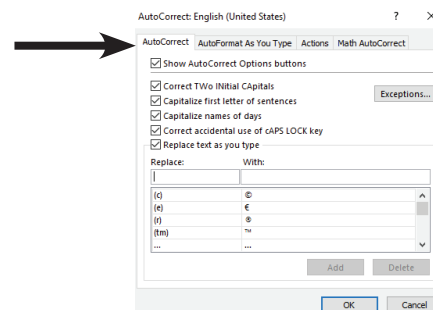 AutoCorrect: English (United States) ? X
AutoCorrect AutoFormat As You Type Actions Math AutoCorrect
Show AutoCorrect Options buttons
Correct TWo INitial CApitals
Exceptions...
Capitalize first letter of sentences
Capitalize names of days
Correct accidental use of cAPS LOCK key
Replace text as you type
Replace: With:
(c) ©
(e) €
(r) ®
(tm) ™
... ...
Add Delete
OK Cancel